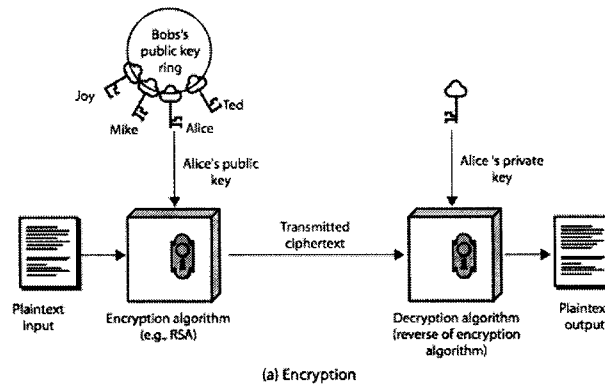 Bobs's
public key
ring
Joy
Ted
Mike
Alice
Alice's public
key
Alice 's private
key
Transmitted
ciphertext
Plaintext
input
Encryption algorithm
(e.g., RSA)
Decryption algorithm
(reverse of encryption
algorithm)
Plaintext
output
(a) Encryption